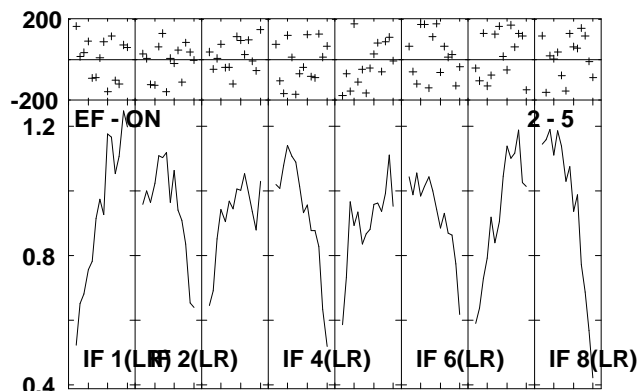 200
-200
EF - ON 2 - 5
1.2
0.8
IF 1(LR) IF 2(LR) IF 4(LR) IF 6(LR) IF 8(LR)
0.4